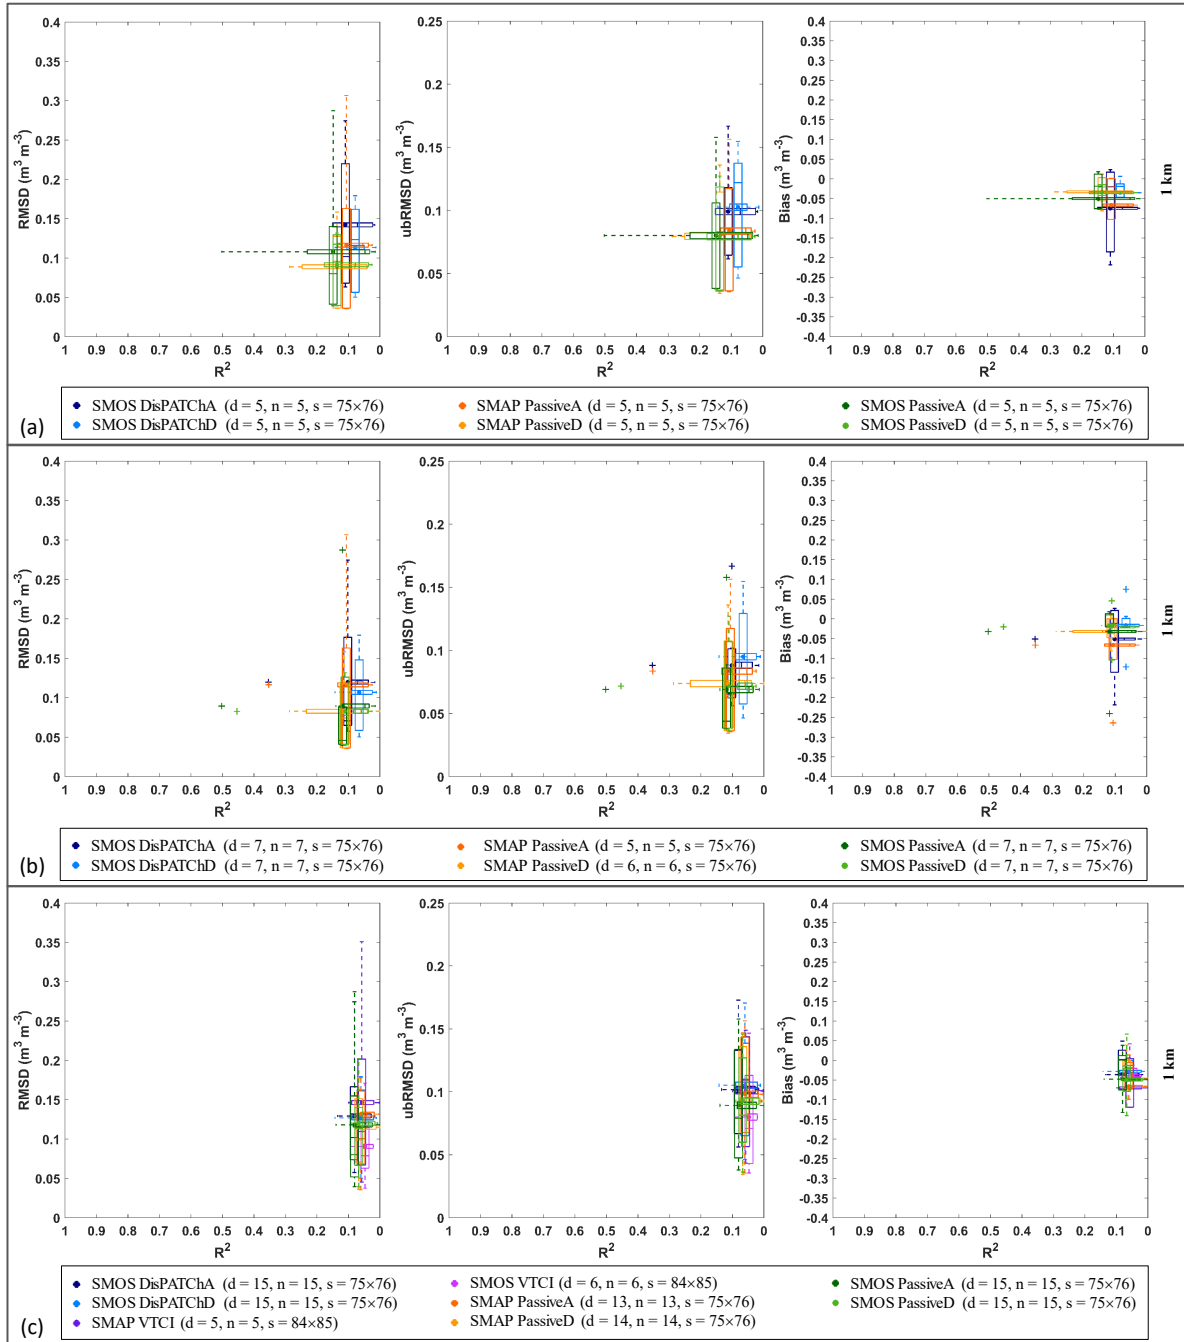 0.4
0.35
0.3
0.25
0.2
0.15
0.1
0.05
0
RMSD (m³ m⁻³)
1 0.9 0.8 0.7 0.6 0.5 0.4 0.3 0.2 0.1 0
R²
0.25
0.2
0.15
0.1
0.05
0
ubRMSD (m³ m⁻³)
1 0.9 0.8 0.7 0.6 0.5 0.4 0.3 0.2 0.1 0
R²
0.4
0.35
0.3
0.25
0.2
0.15
0.1
0.05
0
-0.05
-0.1
-0.15
-0.2
-0.25
-0.3
-0.35
-0.4
Bias (m³ m⁻³)
1 0.9 0.8 0.7 0.6 0.5 0.4 0.3 0.2 0.1 0
R²
1 km
(a)
SMOS DisPATChA (d = 5, n = 5, s = 75×76)
SMOS DisPATChD (d = 5, n = 5, s = 75×76)
SMAP PassiveA (d = 5, n = 5, s = 75×76)
SMAP PassiveD (d = 5, n = 5, s = 75×76)
SMOS PassiveA (d = 5, n = 5, s = 75×76)
SMOS PassiveD (d = 5, n = 5, s = 75×76)
0.4
0.35
0.3
0.25
0.2
0.15
0.1
0.05
0
RMSD (m³ m⁻³)
1 0.9 0.8 0.7 0.6 0.5 0.4 0.3 0.2 0.1 0
R²
0.25
0.2
0.15
0.1
0.05
0
ubRMSD (m³ m⁻³)
1 0.9 0.8 0.7 0.6 0.5 0.4 0.3 0.2 0.1 0
R²
0.4
0.35
0.3
0.25
0.2
0.15
0.1
0.05
0
-0.05
-0.1
-0.15
-0.2
-0.25
-0.3
-0.35
-0.4
Bias (m³ m⁻³)
1 0.9 0.8 0.7 0.6 0.5 0.4 0.3 0.2 0.1 0
R²
1 km
(b)
SMOS DisPATChA (d = 7, n = 7, s = 75×76)
SMOS DisPATChD (d = 7, n = 7, s = 75×76)
SMAP PassiveA (d = 5, n = 5, s = 75×76)
SMAP PassiveD (d = 6, n = 6, s = 75×76)
SMOS PassiveA (d = 7, n = 7, s = 75×76)
SMOS PassiveD (d = 7, n = 7, s = 75×76)
0.4
0.35
0.3
0.25
0.2
0.15
0.1
0.05
0
RMSD (m³ m⁻³)
1 0.9 0.8 0.7 0.6 0.5 0.4 0.3 0.2 0.1 0
R²
0.25
0.2
0.15
0.1
0.05
0
ubRMSD (m³ m⁻³)
1 0.9 0.8 0.7 0.6 0.5 0.4 0.3 0.2 0.1 0
R²
0.4
0.35
0.3
0.25
0.2
0.15
0.1
0.05
0
-0.05
-0.1
-0.15
-0.2
-0.25
-0.3
-0.35
-0.4
Bias (m³ m⁻³)
1 0.9 0.8 0.7 0.6 0.5 0.4 0.3 0.2 0.1 0
R²
1 km
(c)
SMOS DisPATChA (d = 15, n = 15, s = 75×76)
SMOS DisPATChD (d = 15, n = 15, s = 75×76)
SMAP VTCI (d = 5, n = 5, s = 84×85)
SMOS VTCI (d = 6, n = 6, s = 84×85)
SMAP PassiveA (d = 13, n = 13, s = 75×76)
SMAP PassiveD (d = 14, n = 14, s = 75×76)
SMOS PassiveA (d = 15, n = 15, s = 75×76)
SMOS PassiveD (d = 15, n = 15, s = 75×76)